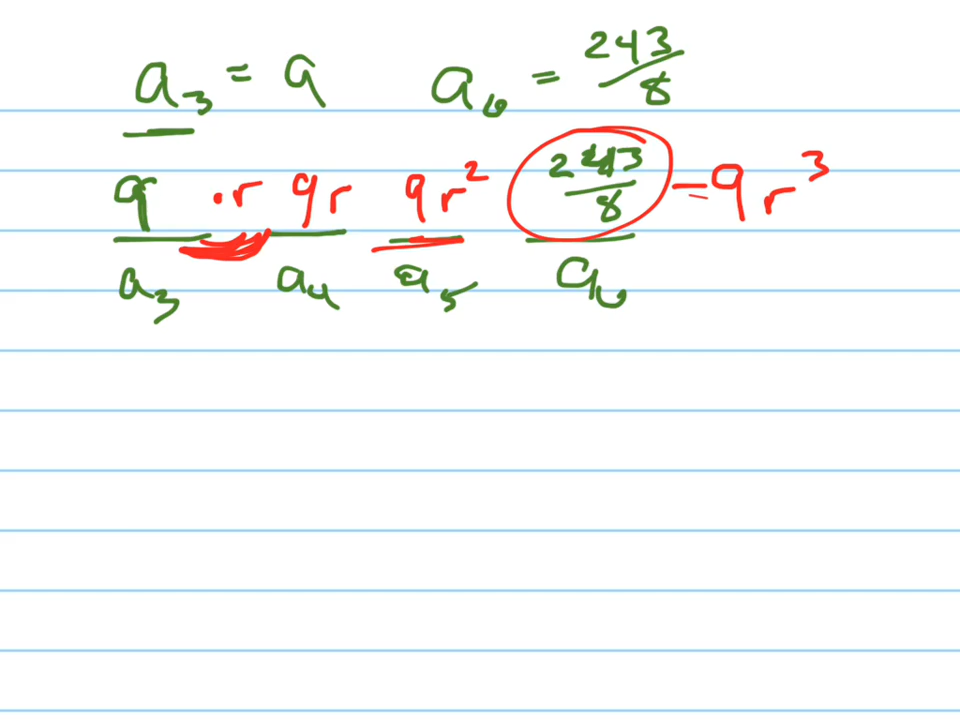 a₃ = 9 a₆ = 243/8
9 · r 9r 9r² 243/8 = 9r³
a₃ a₄ a₅ a₆